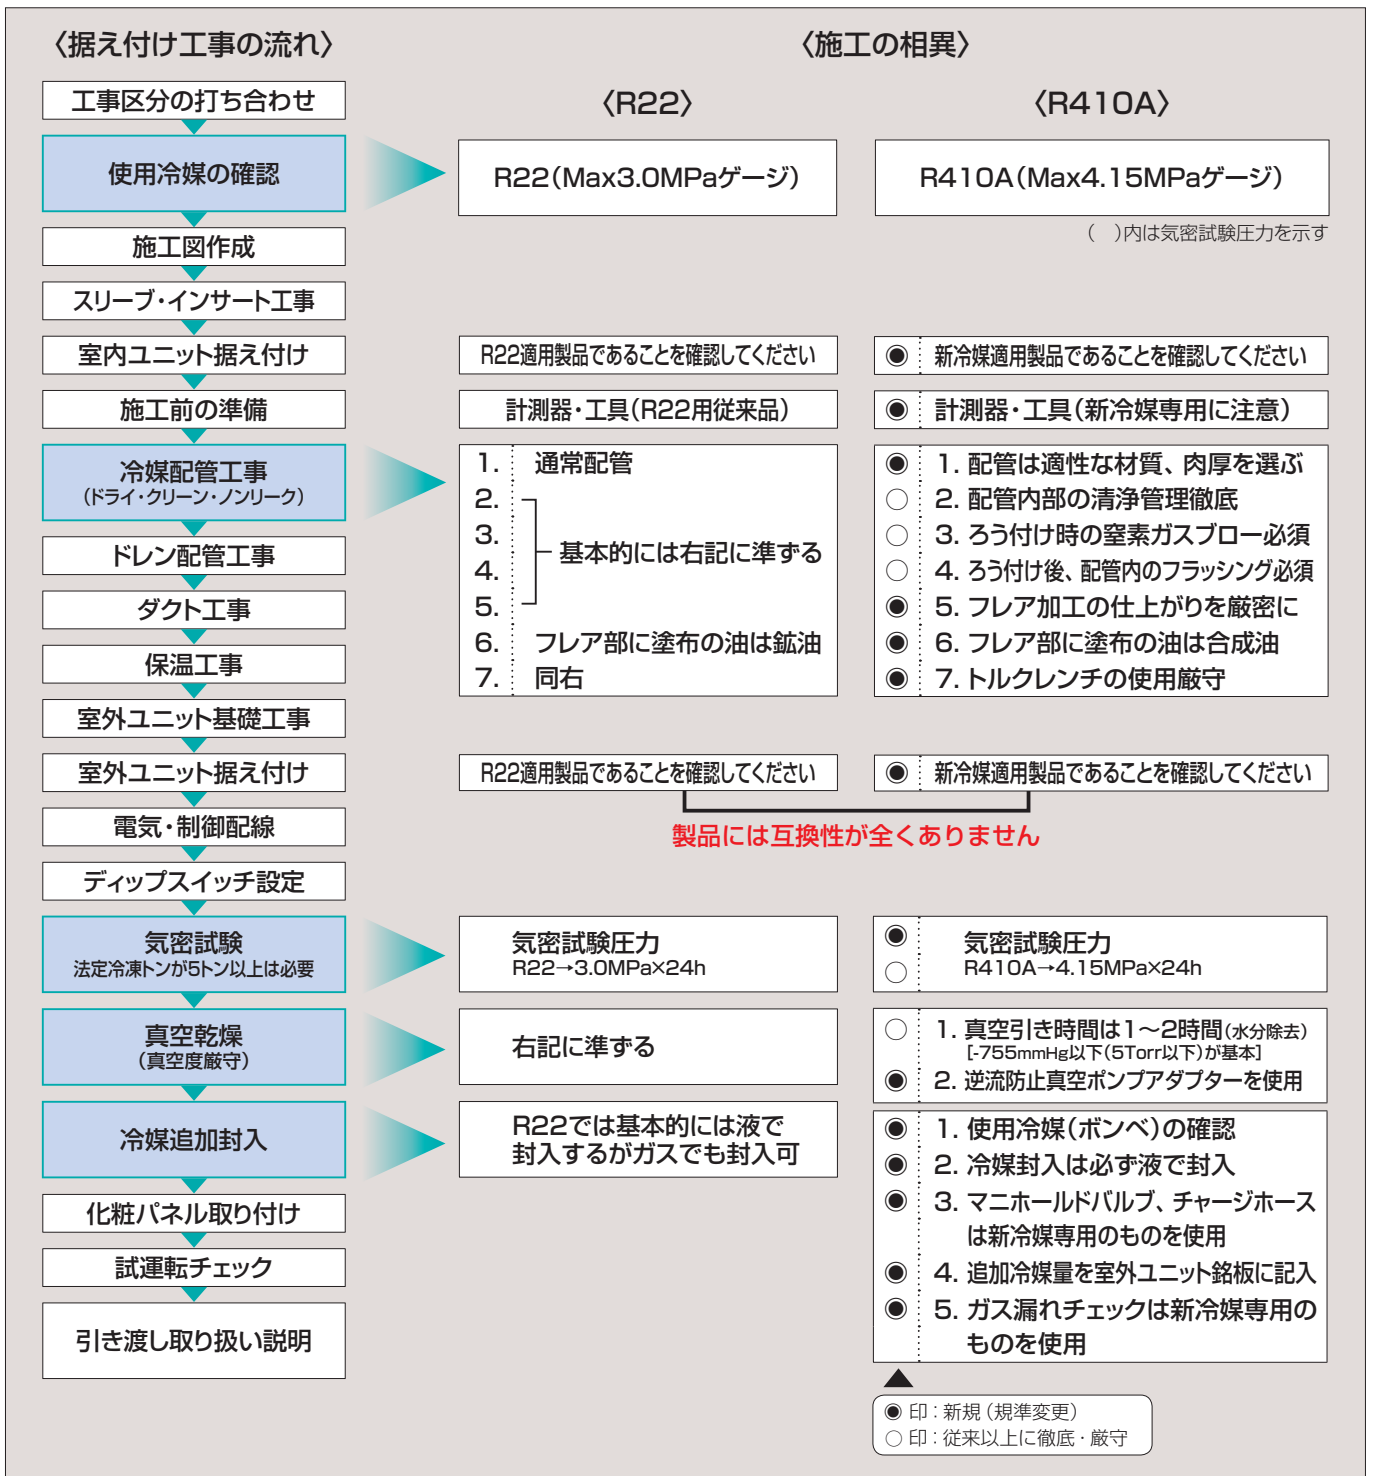 〈据え付け工事の流れ〉
〈施工の相異〉
工事区分の打ち合わせ
〈R22〉
〈R410A〉
使用冷媒の確認
R22(Max3.0MPaゲージ)
R410A(Max4.15MPaゲージ)
(　)内は気密試験圧力を示す
施工図作成
スリーブ・インサート工事
室内ユニット据え付け
R22適用製品であることを確認してください
◉ 新冷媒適用製品であることを確認してください
施工前の準備
計測器・工具(R22用従来品)
◉ 計測器・工具(新冷媒専用に注意)
冷媒配管工事
(ドライ・クリーン・ノンリーク)
1. 通常配管
2.
3.
4.
5.
基本的には右記に準ずる
6. フレア部に塗布の油は鉱油
7. 同右
◉ 1. 配管は適性な材質、肉厚を選ぶ
○ 2. 配管内部の清浄管理徹底
○ 3. ろう付け時の窒素ガスブロー必須
○ 4. ろう付け後、配管内のフラッシング必須
◉ 5. フレア加工の仕上がりを厳密に
◉ 6. フレア部に塗布の油は合成油
◉ 7. トルクレンチの使用厳守
ドレン配管工事
ダクト工事
保温工事
室外ユニット基礎工事
室外ユニット据え付け
R22適用製品であることを確認してください
◉ 新冷媒適用製品であることを確認してください
製品には互換性が全くありません
電気・制御配線
ディップスイッチ設定
気密試験
法定冷凍トンが5トン以上は必要
気密試験圧力
R22→3.0MPa×24h
◉ 気密試験圧力
○ R410A→4.15MPa×24h
真空乾燥
(真空度厳守)
右記に準ずる
○ 1. 真空引き時間は1〜2時間(水分除去)
[-755mmHg以下(5Torr以下)が基本]
◉ 2. 逆流防止真空ポンプアダプターを使用
冷媒追加封入
R22では基本的には液で
封入するがガスでも封入可
◉ 1. 使用冷媒(ボンベ)の確認
◉ 2. 冷媒封入は必ず液で封入
◉ 3. マニホールドバルブ、チャージホース
は新冷媒専用のものを使用
◉ 4. 追加冷媒量を室外ユニット銘板に記入
◉ 5. ガス漏れチェックは新冷媒専用の
ものを使用
化粧パネル取り付け
試運転チェック
引き渡し取り扱い説明
◉ 印：新規(規準変更)
○ 印：従来以上に徹底・厳守